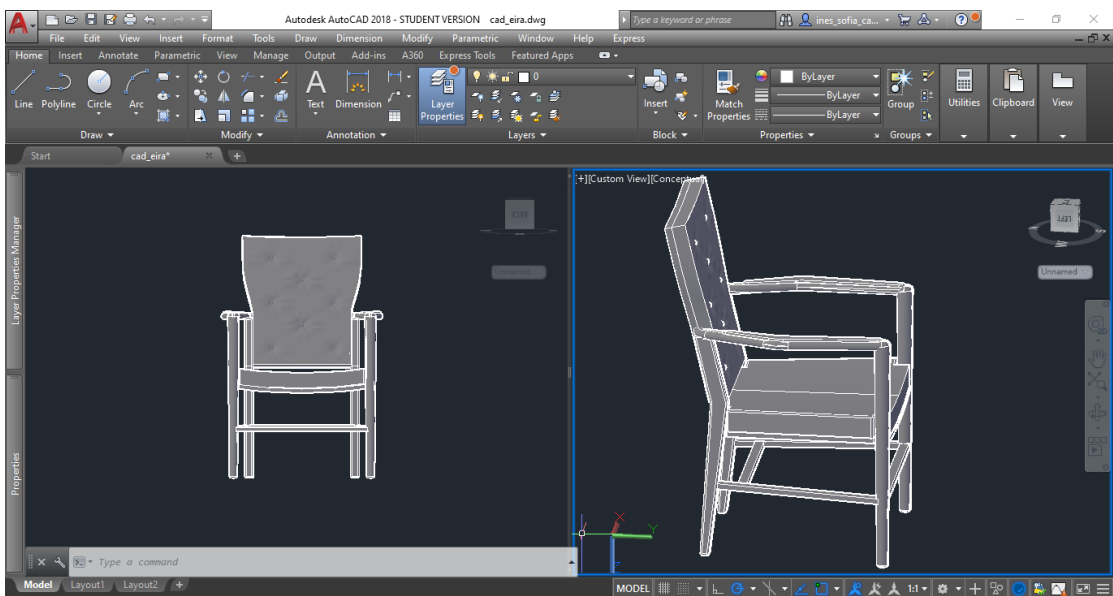 Autodesk AutoCAD 2018 - STUDENT VERSION cad_eira.dwg
Type a keyword or phrase
ines_sofia_ca...
File Edit View Insert Format Tools Draw Dimension Modify Parametric Window Help Express
Home Insert Annotate Parametric View Manage Output Add-ins A360 Express Tools Featured Apps
0
ByLayer
ByLayer
ByLayer
Line Polyline Circle Arc Text Dimension Layer Properties Insert Match Properties Group Utilities Clipboard View
Draw Modify Annotation Layers Block Properties Groups
Start cad_eira* +
[+][Custom View][Conceptual]
BACK
LEFT
Unnamed
Unnamed
Layer Properties Manager
Properties
X
Y
Z
Type a command
Model Layout1 Layout2 +
MODEL 1:1